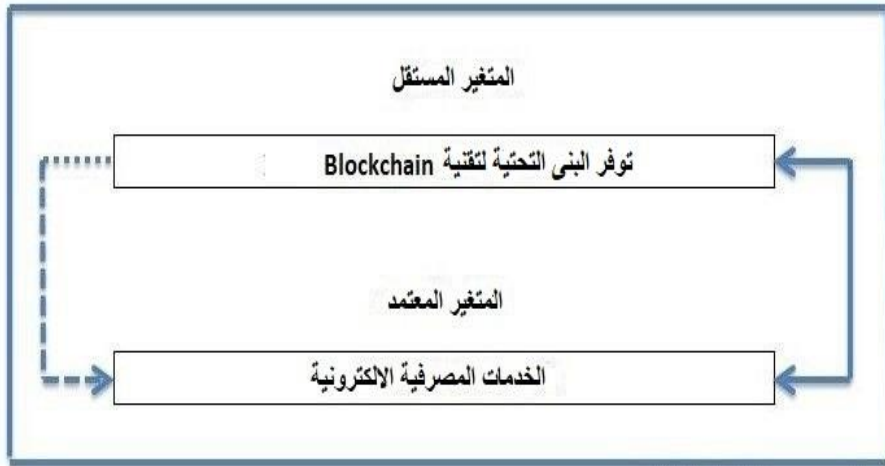 المتغير المستقل
توفر البنى التحتية لتقنية Blockchain
المتغير المعتمد
الخدمات المصرفية الالكترونية